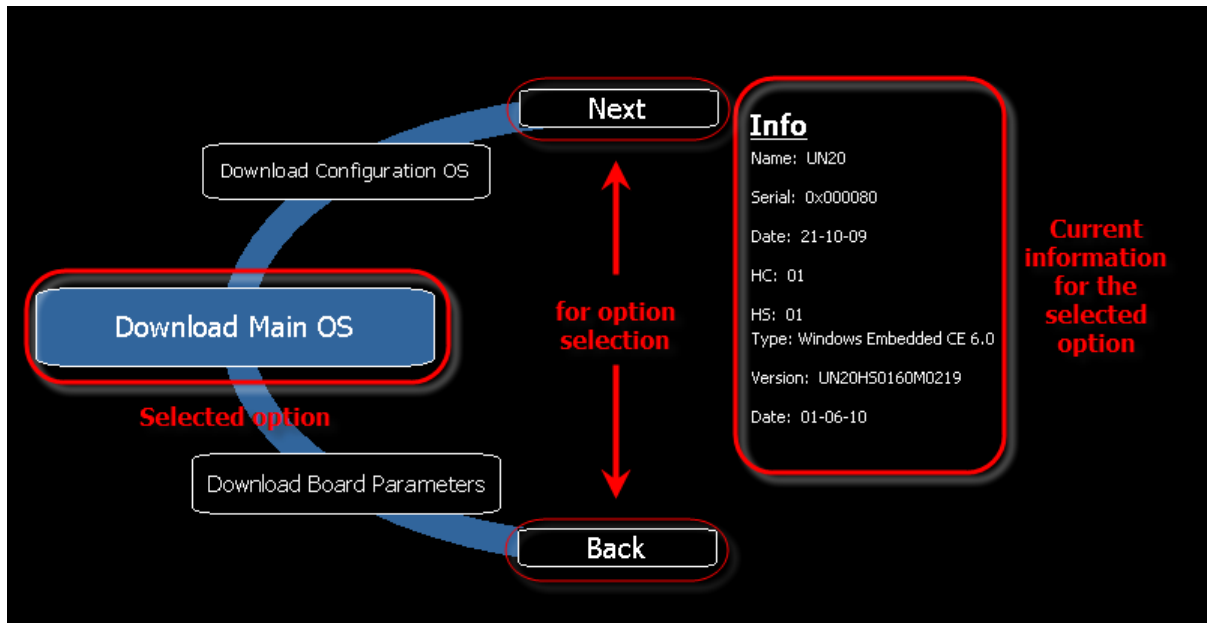 Next
Download Configuration OS
Download Main OS
Selected option
Download Board Parameters
Back
for option
selection
Info
Name: UN20
Serial: 0x000080
Date: 21-10-09
HC: 01
HS: 01
Type: Windows Embedded CE 6.0
Version: UN20HS0160M0219
Date: 01-06-10
Current
information
for the
selected
option